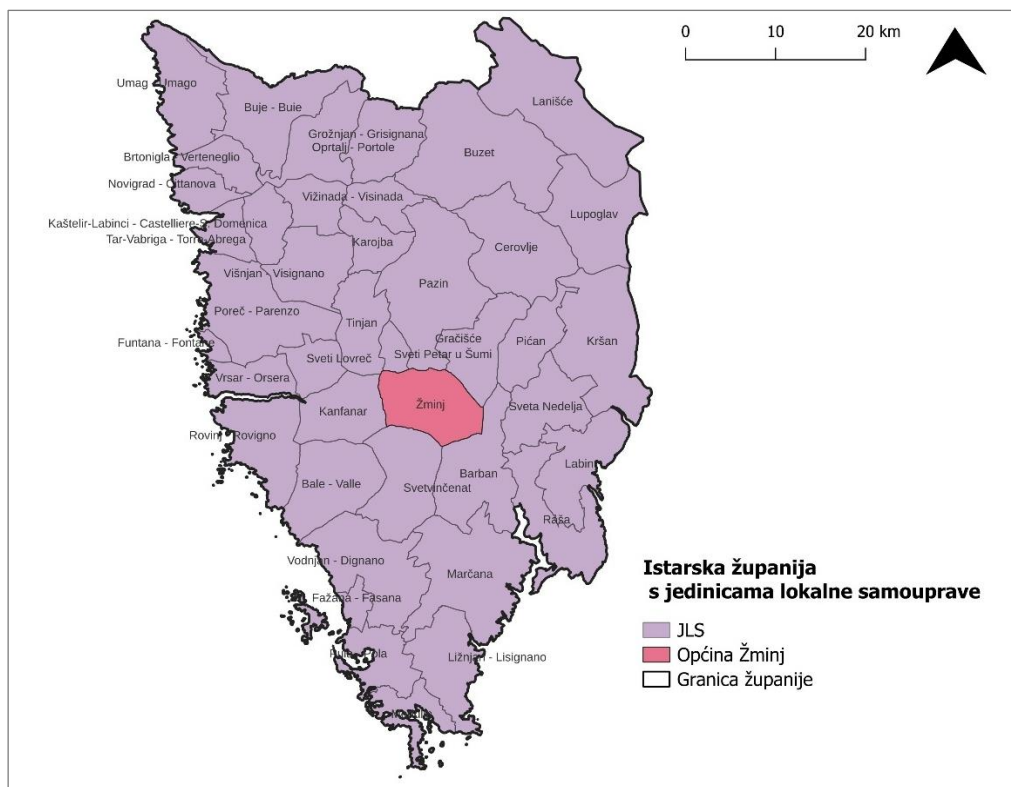 0 10 20 km
Lanišće
Umag - Umago
Buje - Buie
Grožnjan - Grisignana
Oprtalj - Portole
Buzet
Brtonigla - Verteneglio
Novigrad - Cittanova
Vižinada - Visinada
Lupoglav
Kaštelir-Labinci - Castelliere-S. Domenica
Tar-Vabriga - Torre-Abrega
Karojba
Cerovlje
Višnjan - Visignano
Pazin
Poreč - Parenzo
Tinjan
Funtana - Fontane
Gračišće
Pićan
Kršan
Sveti Lovreč
Sveti Petar u Šumi
Vrsar - Orsera
Kanfanar
Žminj
Sveta Nedelja
Rovinj - Rovigno
Labin
Barban
Bale - Valle
Svetvinčenat
Raša
Vodnjan - Dignano
Marčana
Fažana - Fasana
Pula - Pola
Ližnjan - Lisignano
Medulin
Istarska županija
s jedinicama lokalne samouprave
JLS
Općina Žminj
Granica županije